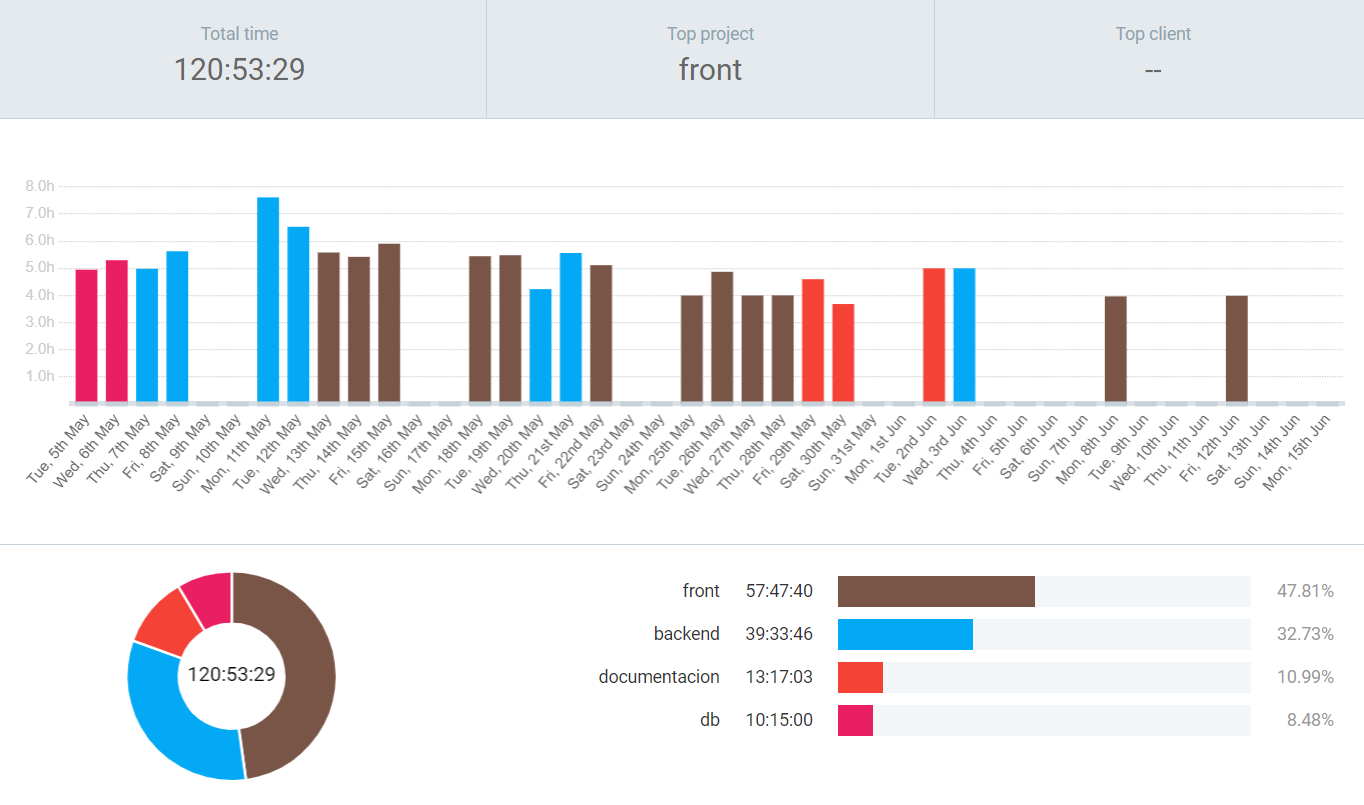 Total time
120:53:29
Top project
front
Top client
--
8.0h
7.0h
6.0h
5.0h
4.0h
3.0h
2.0h
1.0h
Tue, 5th May
Wed, 6th May
Thu, 7th May
Fri, 8th May
Sat, 9th May
Sun, 10th May
Mon, 11th May
Tue, 12th May
Wed, 13th May
Thu, 14th May
Fri, 15th May
Sat, 16th May
Sun, 17th May
Mon, 18th May
Tue, 19th May
Wed, 20th May
Thu, 21st May
Fri, 22nd May
Sat, 23rd May
Sun, 24th May
Mon, 25th May
Tue, 26th May
Wed, 27th May
Thu, 28th May
Fri, 29th May
Sat, 30th May
Sun, 31st May
Mon, 1st Jun
Tue, 2nd Jun
Wed, 3rd Jun
Thu, 4th Jun
Fri, 5th Jun
Sat, 6th Jun
Sun, 7th Jun
Mon, 8th Jun
Tue, 9th Jun
Wed, 10th Jun
Thu, 11th Jun
Fri, 12th Jun
Sat, 13th Jun
Sun, 14th Jun
Mon, 15th Jun
120:53:29
front 57:47:40 47.81%
backend 39:33:46 32.73%
documentacion 13:17:03 10.99%
db 10:15:00 8.48%